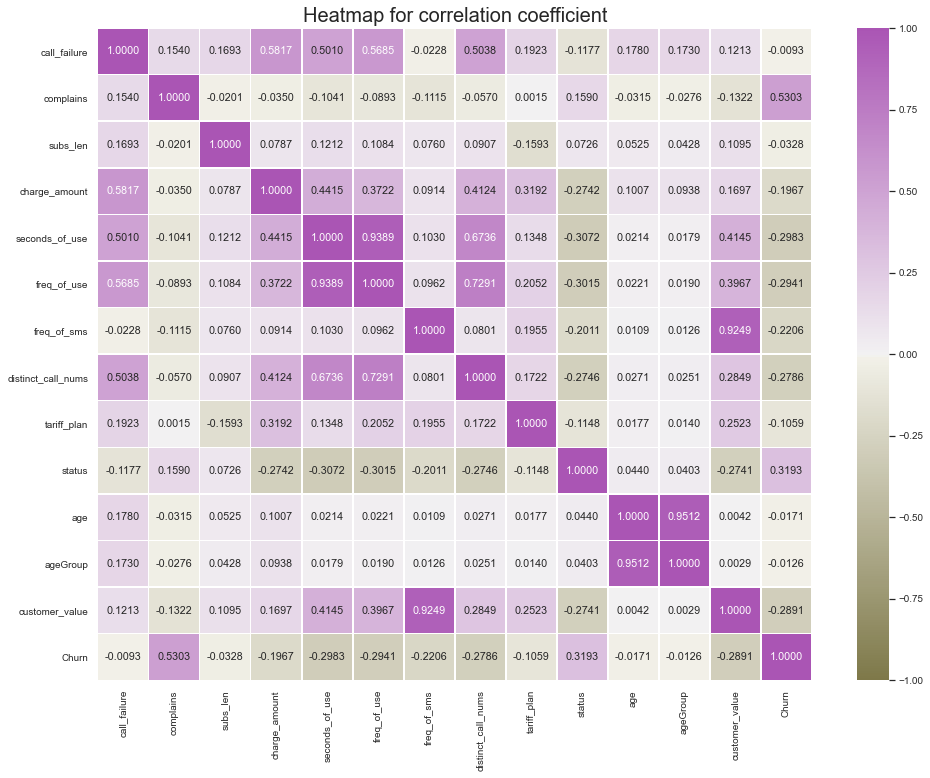 Heatmap for correlation coefficient
call_failure 1.0000 0.1540 0.1693 0.5817 0.5010 0.5685 -0.0228 0.5038 0.1923 -0.1177 0.1780 0.1730 0.1213 -0.0093
complains 0.1540 1.0000 -0.0201 -0.0350 -0.1041 -0.0893 -0.1115 -0.0570 0.0015 0.1590 -0.0315 -0.0276 -0.1322 0.5303
subs_len 0.1693 -0.0201 1.0000 0.0787 0.1212 0.1084 0.0760 0.0907 -0.1593 0.0726 0.0525 0.0428 0.1095 -0.0328
charge_amount 0.5817 -0.0350 0.0787 1.0000 0.4415 0.3722 0.0914 0.4124 0.3192 -0.2742 0.1007 0.0938 0.1697 -0.1967
seconds_of_use 0.5010 -0.1041 0.1212 0.4415 1.0000 0.9389 0.1030 0.6736 0.1348 -0.3072 0.0214 0.0179 0.4145 -0.2983
freq_of_use 0.5685 -0.0893 0.1084 0.3722 0.9389 1.0000 0.0962 0.7291 0.2052 -0.3015 0.0221 0.0190 0.3967 -0.2941
freq_of_sms -0.0228 -0.1115 0.0760 0.0914 0.1030 0.0962 1.0000 0.0801 0.1955 -0.2011 0.0109 0.0126 0.9249 -0.2206
distinct_call_nums 0.5038 -0.0570 0.0907 0.4124 0.6736 0.7291 0.0801 1.0000 0.1722 -0.2746 0.0271 0.0251 0.2849 -0.2786
tariff_plan 0.1923 0.0015 -0.1593 0.3192 0.1348 0.2052 0.1955 0.1722 1.0000 -0.1148 0.0177 0.0140 0.2523 -0.1059
status -0.1177 0.1590 0.0726 -0.2742 -0.3072 -0.3015 -0.2011 -0.2746 -0.1148 1.0000 0.0440 0.0403 -0.2741 0.3193
age 0.1780 -0.0315 0.0525 0.1007 0.0214 0.0221 0.0109 0.0271 0.0177 0.0440 1.0000 0.9512 0.0042 -0.0171
ageGroup 0.1730 -0.0276 0.0428 0.0938 0.0179 0.0190 0.0126 0.0251 0.0140 0.0403 0.9512 1.0000 0.0029 -0.0126
customer_value 0.1213 -0.1322 0.1095 0.1697 0.4145 0.3967 0.9249 0.2849 0.2523 -0.2741 0.0042 0.0029 1.0000 -0.2891
Churn -0.0093 0.5303 -0.0328 -0.1967 -0.2983 -0.2941 -0.2206 -0.2786 -0.1059 0.3193 -0.0171 -0.0126 -0.2891 1.0000
call_failure
complains
subs_len
charge_amount
seconds_of_use
freq_of_use
freq_of_sms
distinct_call_nums
tariff_plan
status
age
ageGroup
customer_value
Churn
1.00
0.75
0.50
0.25
0.00
−0.25
−0.50
−0.75
−1.00